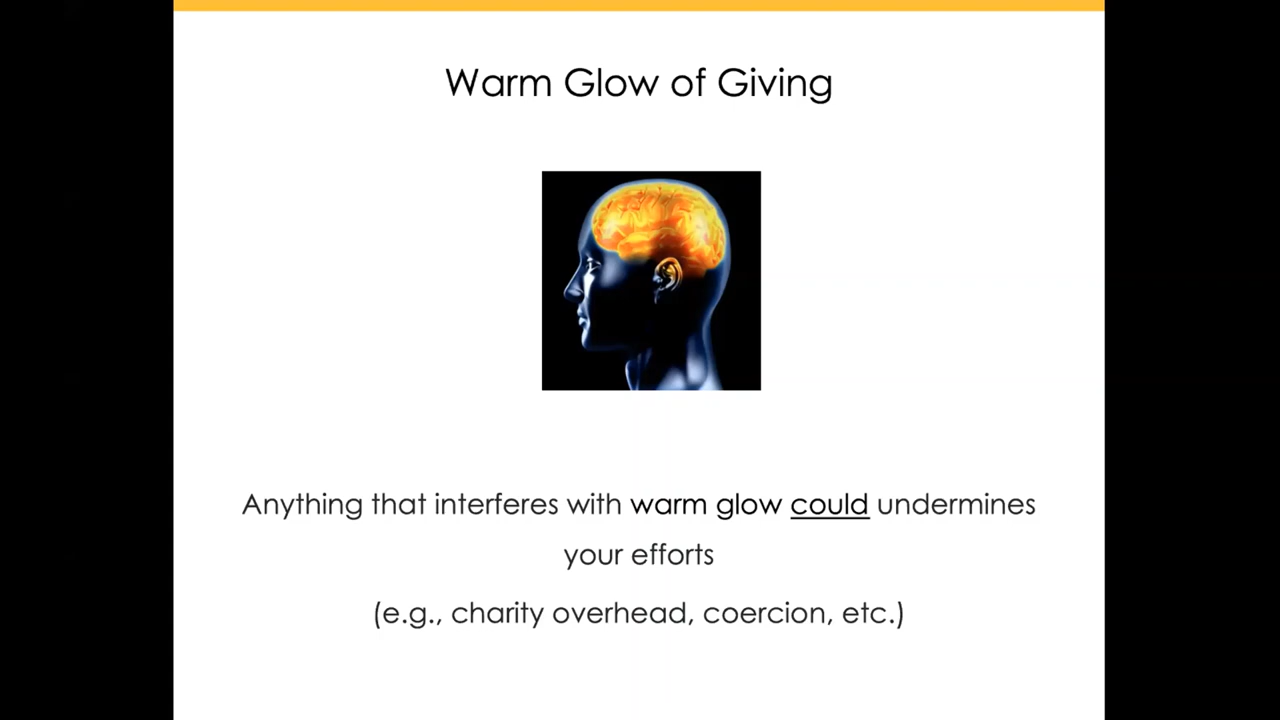 Warm Glow of Giving
Anything that interferes with warm glow could undermines
your efforts
(e.g., charity overhead, coercion, etc.)